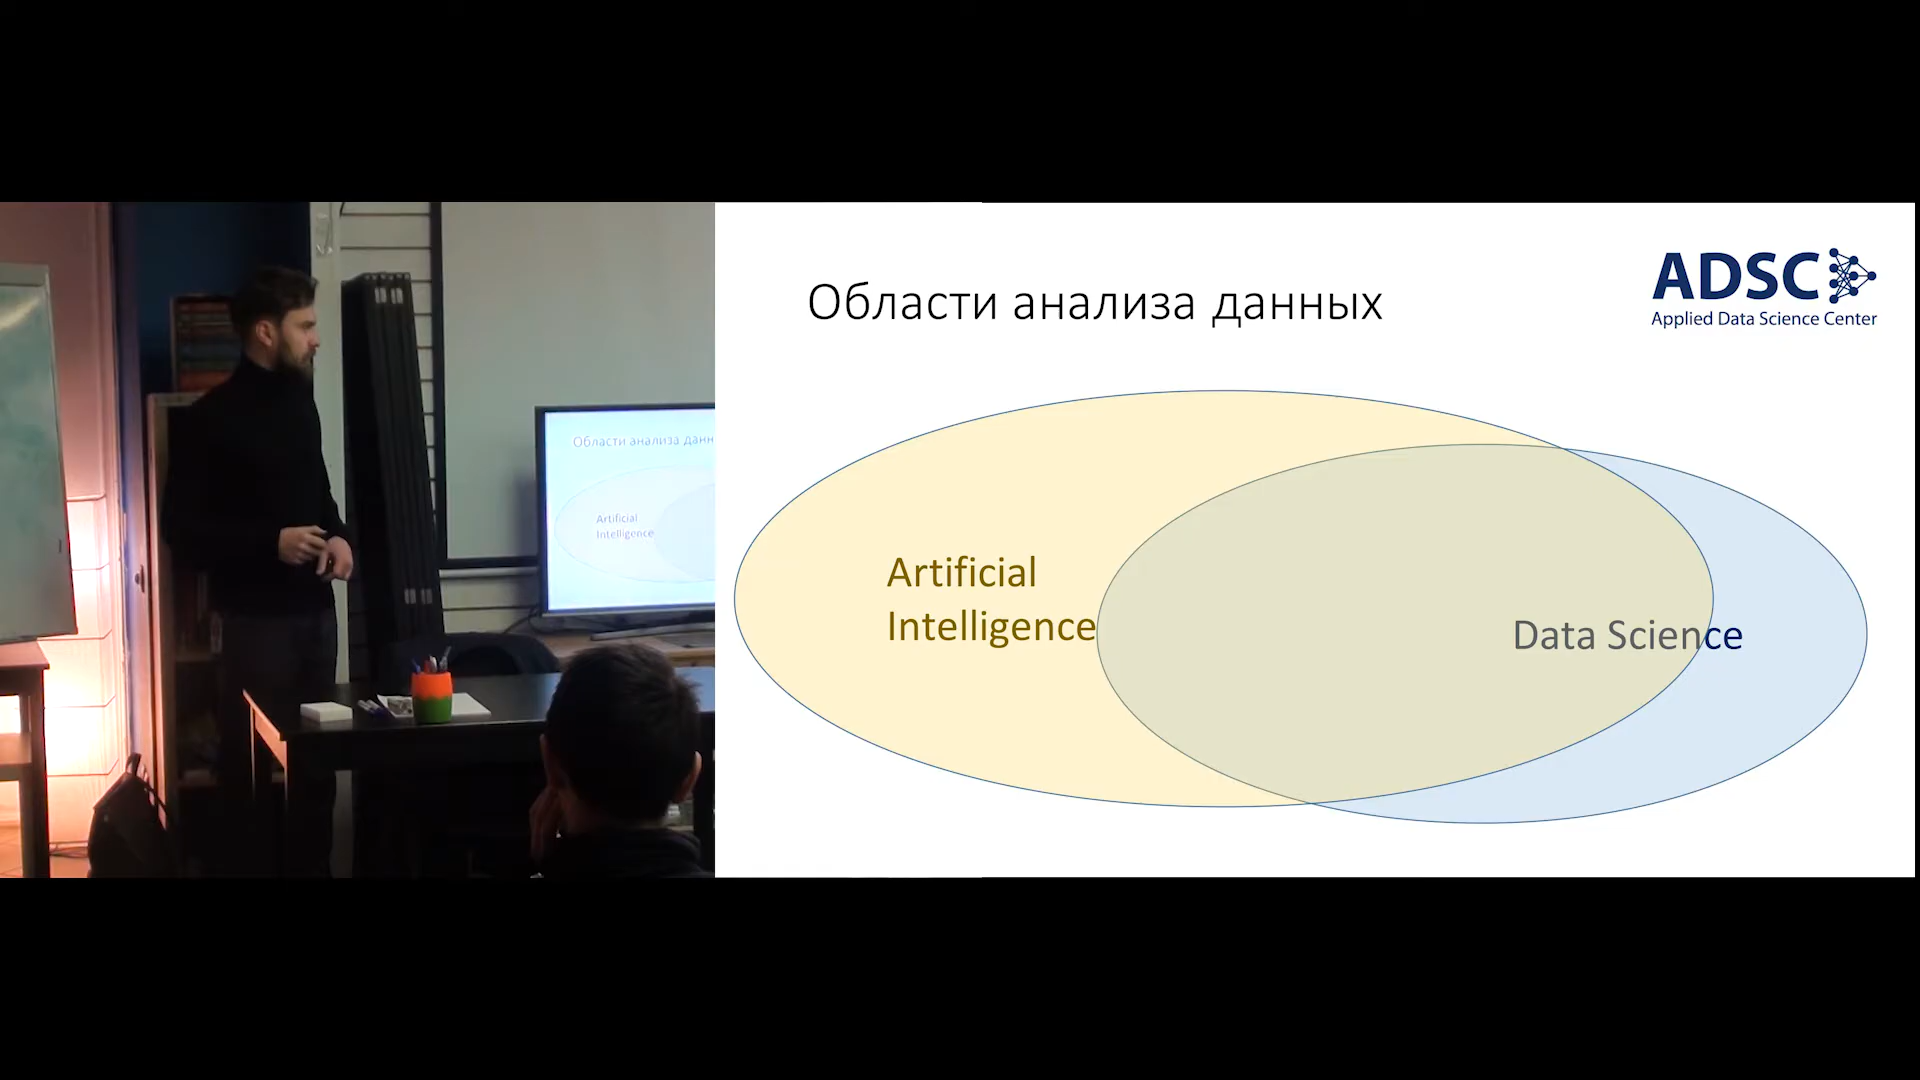 Области анализа данн
Artificial
Intelligence
Области анализа данных
ADSC
Applied Data Science Center
Artificial
Intelligence
Data Science